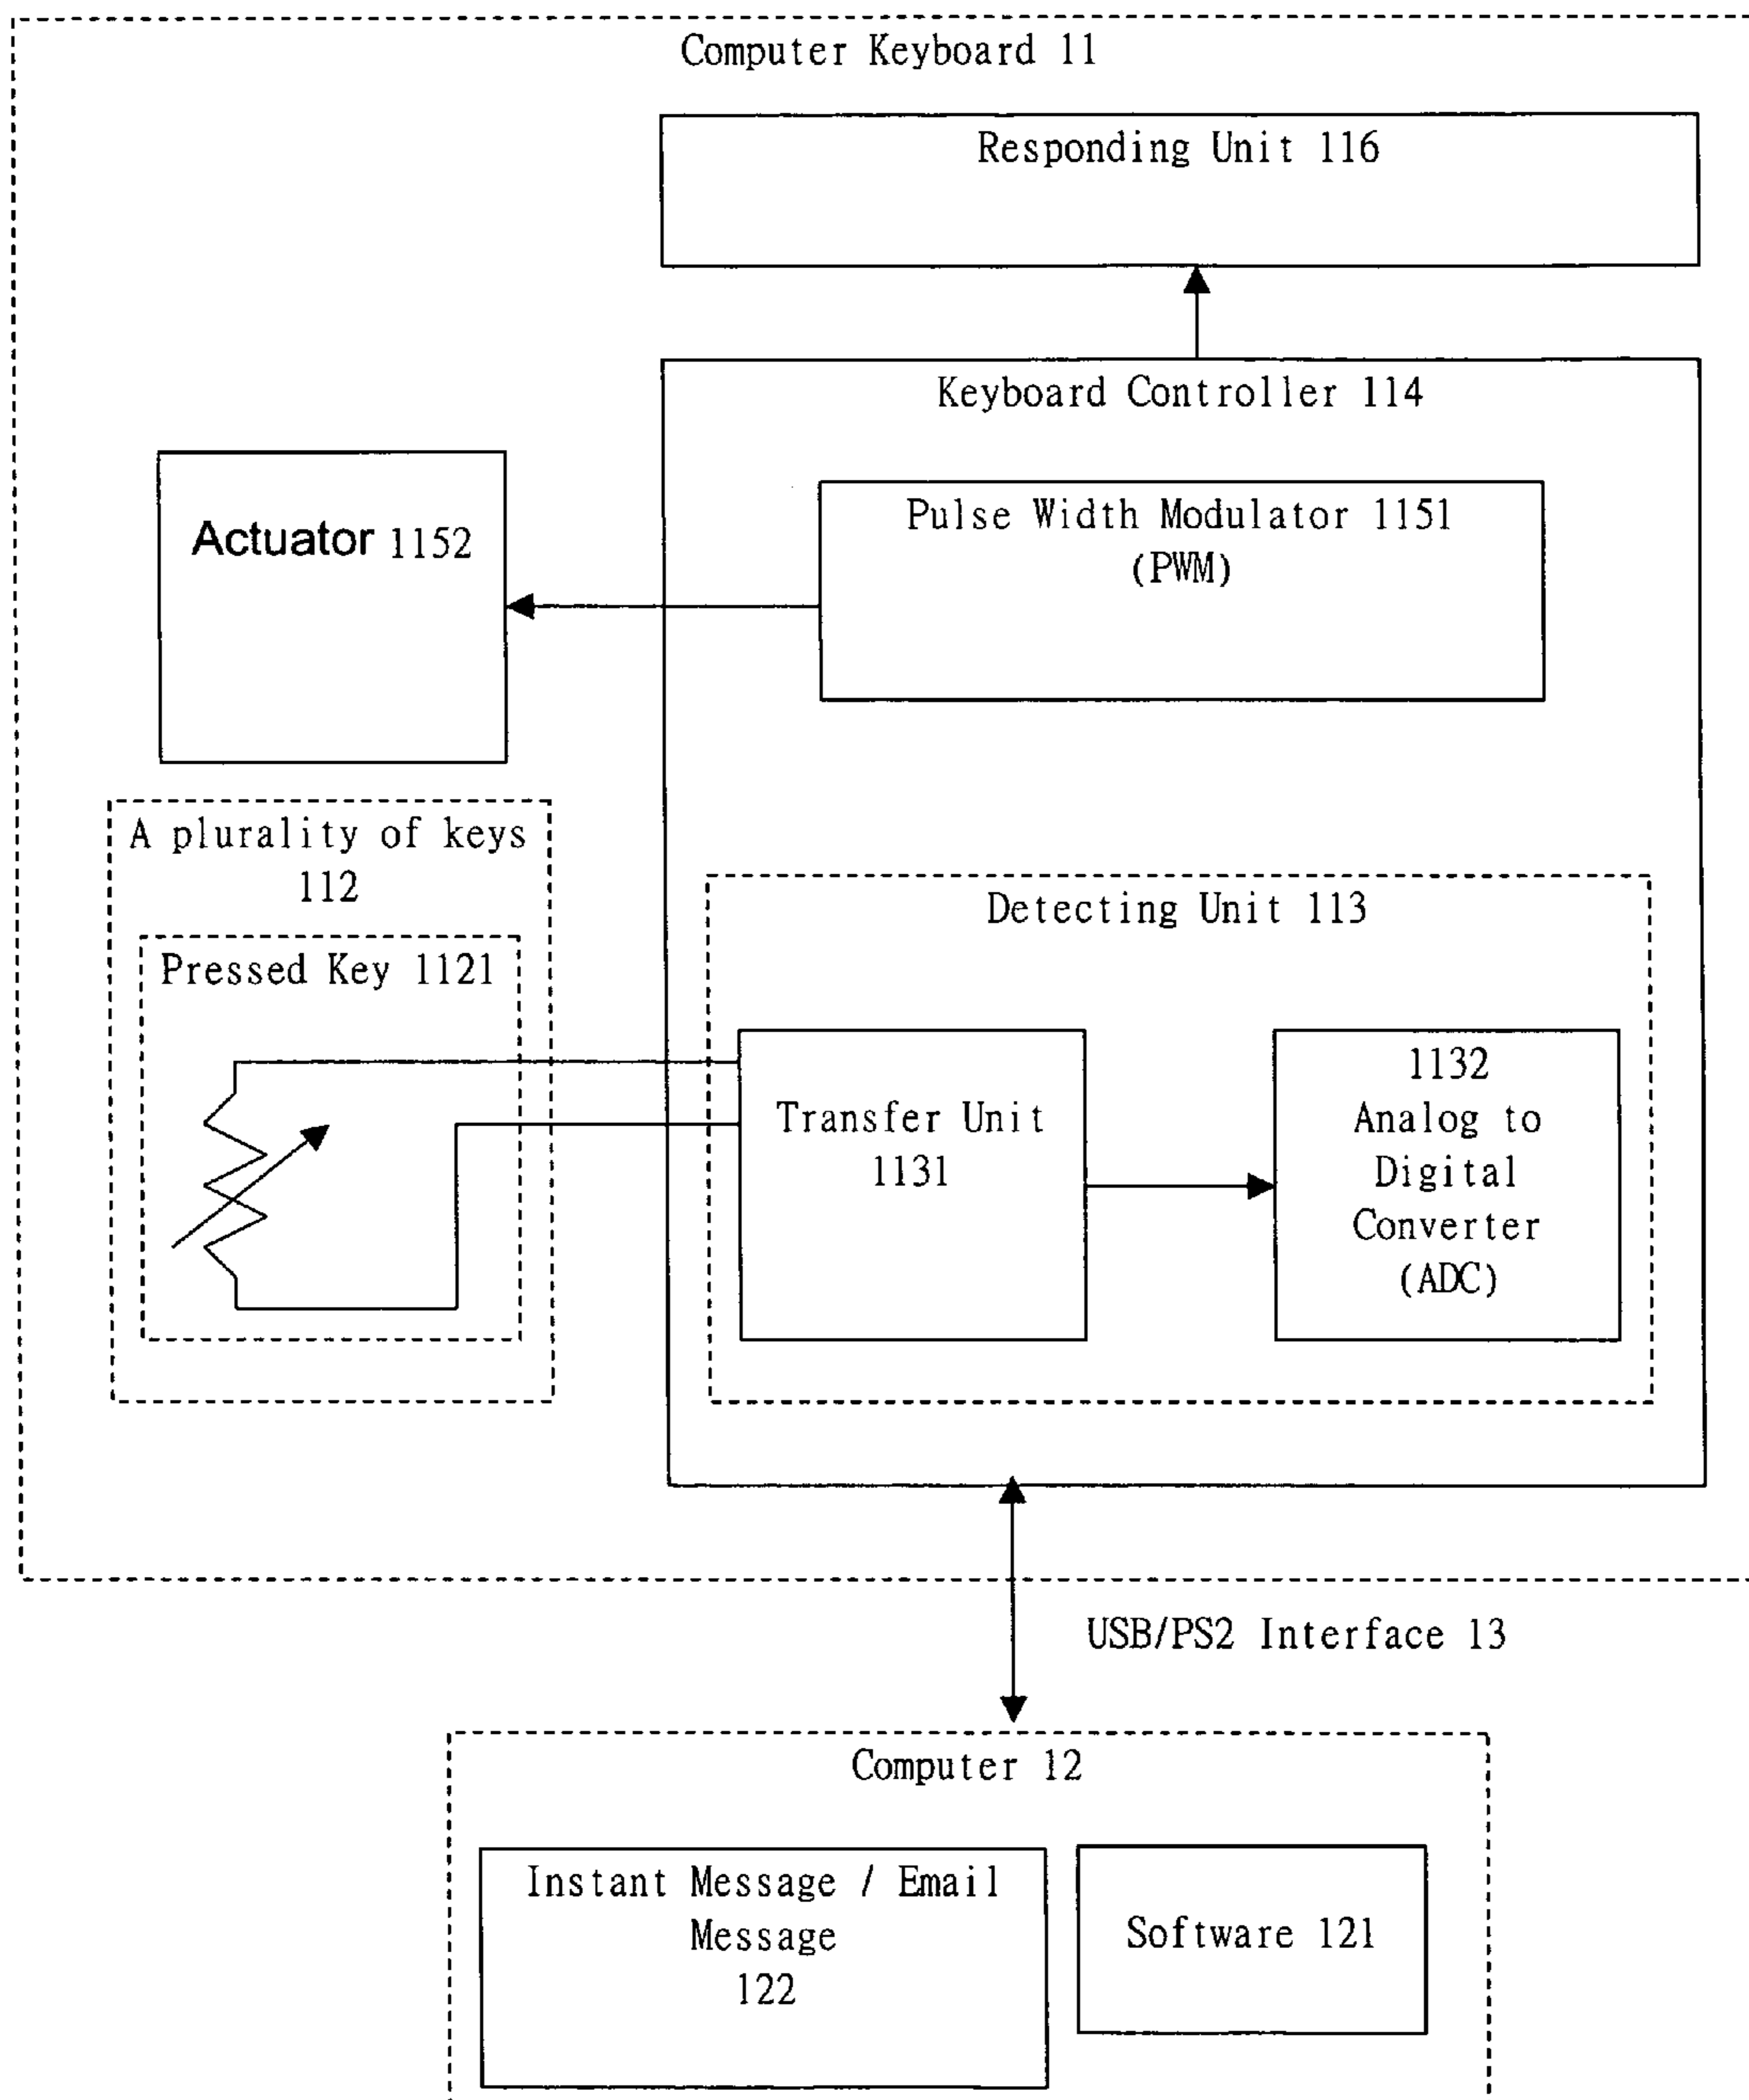 Computer Keyboard 11
Responding Unit 116
Keyboard Controller 114
Pulse Width Modulator 1151
(PWM)
Actuator 1152
A plurality of keys
112
Detecting Unit 113
Pressed Key 1121
Transfer Unit
1131
1132
Analog to
Digital
Converter
(ADC)
USB/PS2 Interface 13
Computer 12
Instant Message / Email
Message
122
Software 121